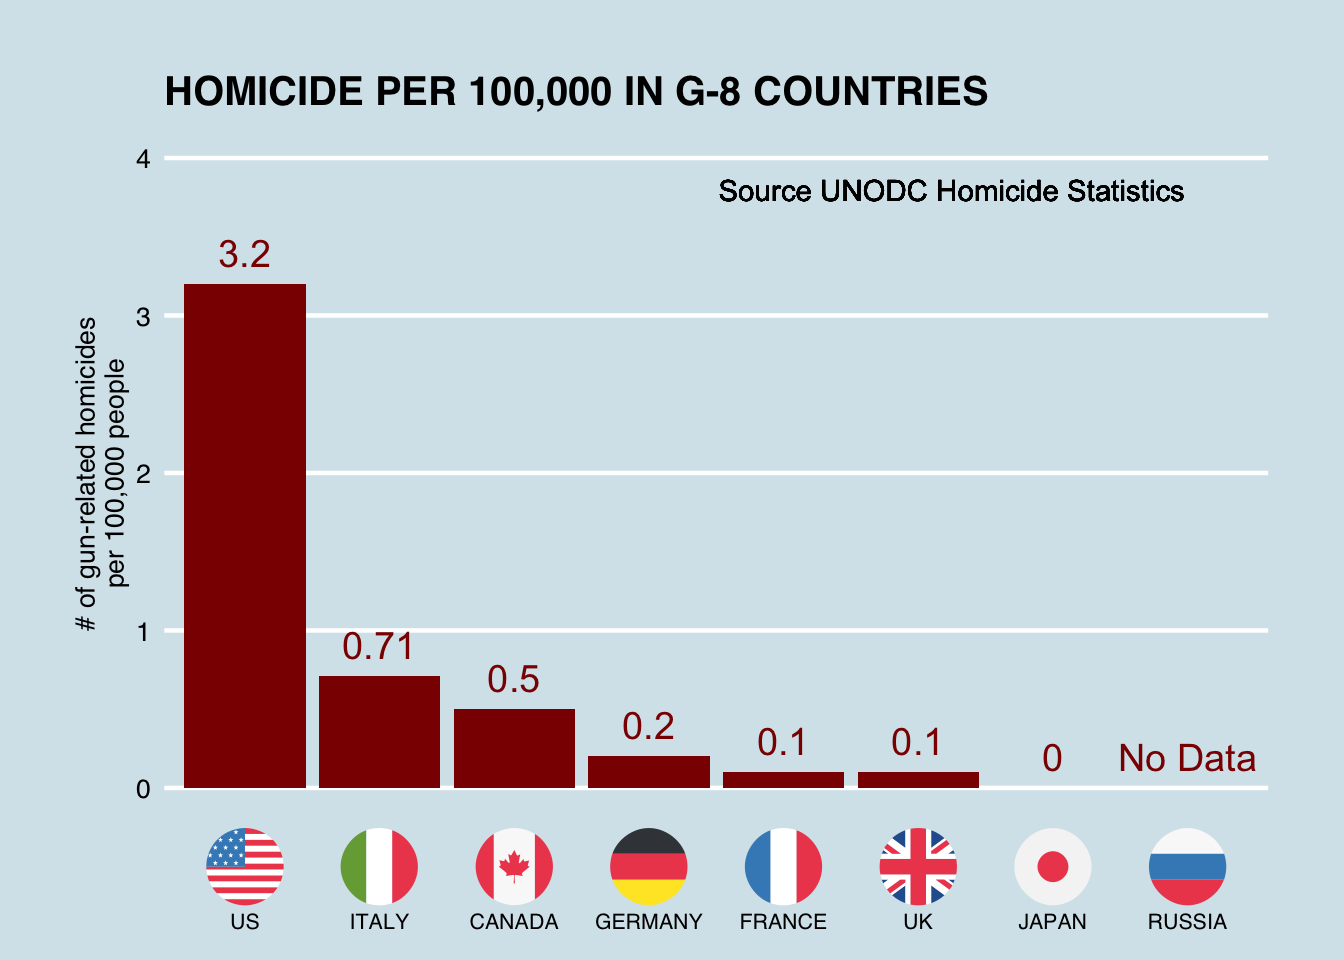 HOMICIDE PER 100,000 IN G-8 COUNTRIES
4
Source UNODC Homicide Statistics
3.2
3
# of gun-related homicides
per 100,000 people
2
1
0.71
0.5
0.2
0.1
0.1
0
No Data
0
US
ITALY
CANADA
GERMANY
FRANCE
UK
JAPAN
RUSSIA